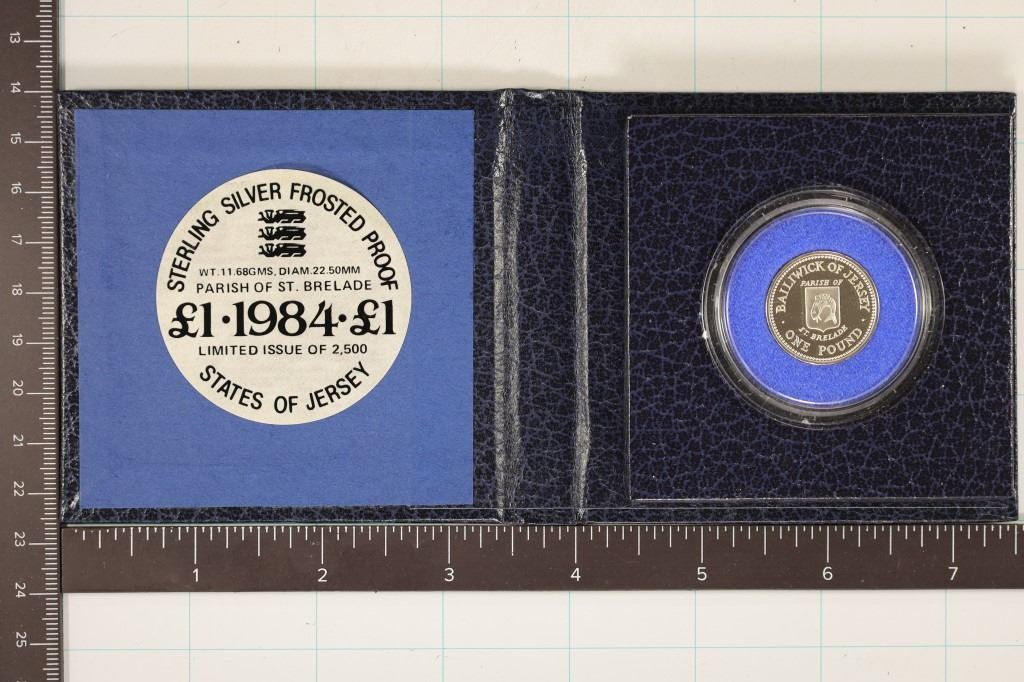 STERLING SILVER FROSTED PROOF
WT.11.68GMS, DIAM.22.50MM
PARISH OF ST. BRELADE
£1·1984·£1
LIMITED ISSUE OF 2,500
STATES OF JERSEY
BAILIWICK OF JERSEY
PARISH OF
ST. BRELADE
· ONE POUND ·
13
14
15
16
17
18
19
20
21
22
23
24
25
1 2 3 4 5 6 7